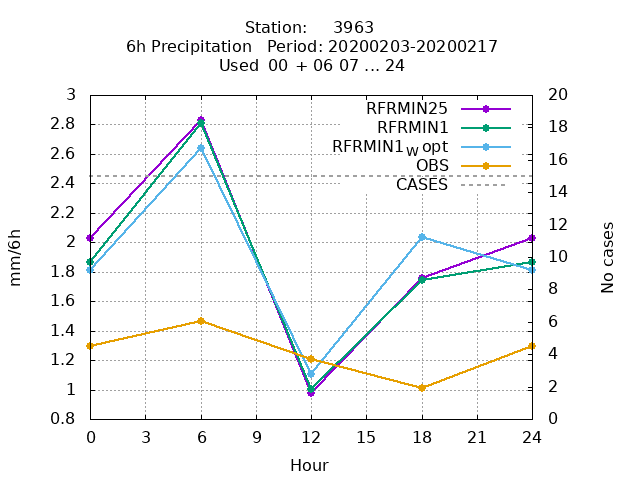 Station: 3963
6h Precipitation Period: 20200203-20200217
Used 00 + 06 07 ... 24
3 20
2.8 18
2.6 16
2.4 14
2.2 12
2 10
1.8 8
1.6 6
1.4 4
1.2 2
1 0
0.8
RFRMIN25
RFRMIN1
RFRMIN1w opt
OBS
CASES
mm/6h
No cases
0 3 6 9 12 15 18 21 24
Hour